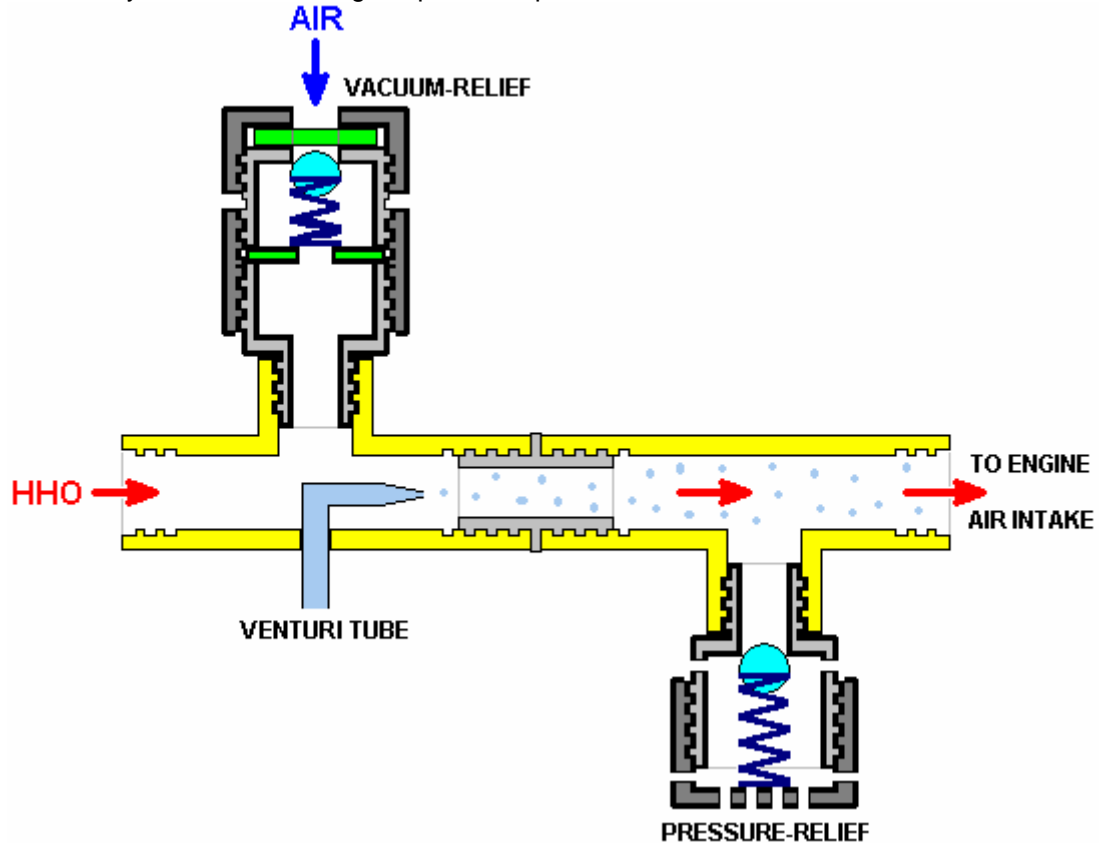 AIR
VACUUM-RELIEF
HHO
TO ENGINE
AIR INTAKE
VENTURI TUBE
PRESSURE-RELIEF